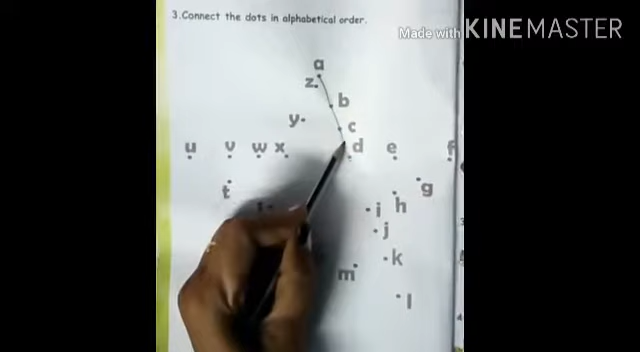 3.Connect the dots in alphabetical order.
Made with KINEMASTER
a
z
b
y
c
u v w x d e f
t g
i h
j
k
m
l